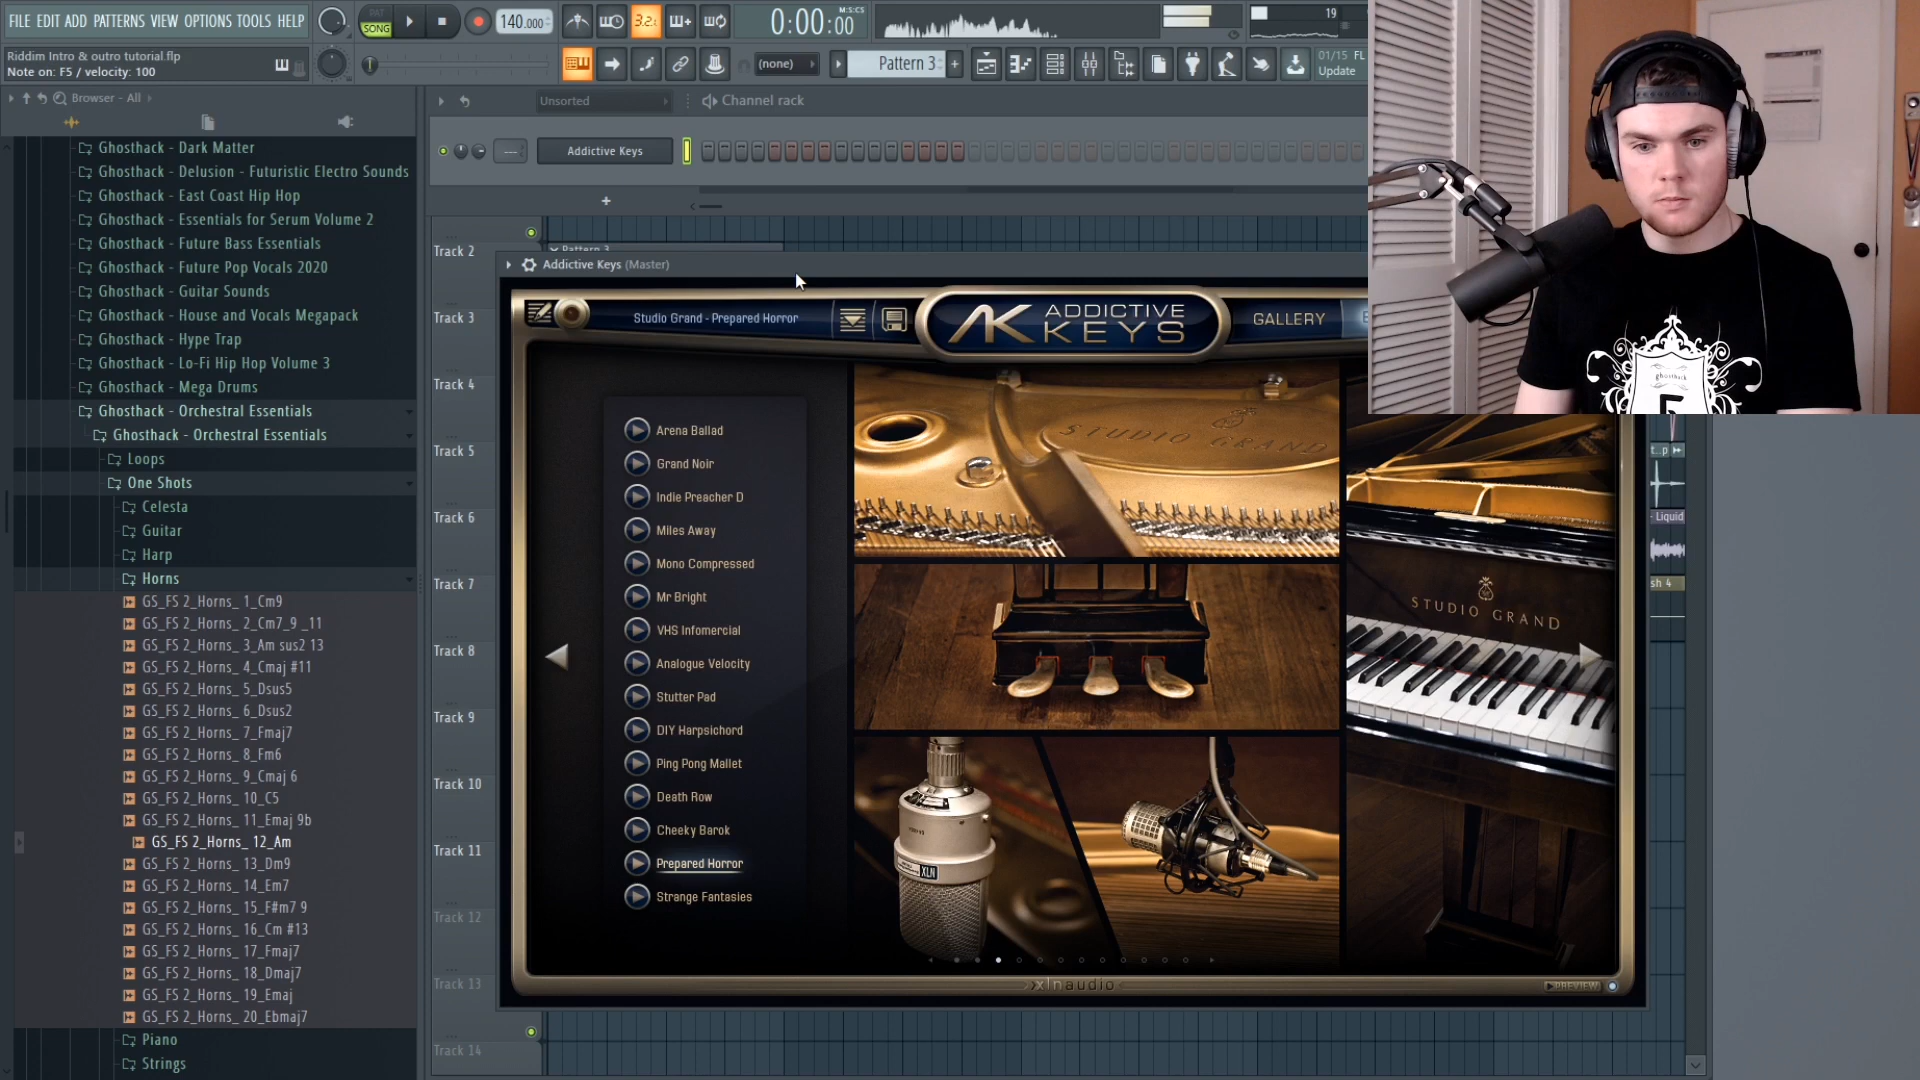 FILE EDIT ADD PATTERNS VIEW OPTIONS TOOLS HELP
PAT
SONG
140.000
3.2.
0:00:00
M:S:CS
19
Riddim Intro & outro tutorial.flp
Note on: F5 / velocity: 100
(none)
Pattern 3
01/15 FL
Update
Browser - All
Unsorted
Channel rack
Addictive Keys
Ghosthack - Dark Matter
Ghosthack - Delusion - Futuristic Electro Sounds
Ghosthack - East Coast Hip Hop
Ghosthack - Essentials for Serum Volume 2
Ghosthack - Future Bass Essentials
Ghosthack - Future Pop Vocals 2020
Ghosthack - Guitar Sounds
Ghosthack - House and Vocals Megapack
Ghosthack - Hype Trap
Ghosthack - Lo-Fi Hip Hop Volume 3
Ghosthack - Mega Drums
Ghosthack - Orchestral Essentials
Ghosthack - Orchestral Essentials
Loops
One Shots
Celesta
Guitar
Harp
Horns
GS_FS 2_Horns_ 1_Cm9
GS_FS 2_Horns_ 2_Cm7_9 _11
GS_FS 2_Horns_ 3_Am sus2 13
GS_FS 2_Horns_ 4_Cmaj #11
GS_FS 2_Horns_ 5_Dsus5
GS_FS 2_Horns_ 6_Dsus2
GS_FS 2_Horns_ 7_Fmaj7
GS_FS 2_Horns_ 8_Fm6
GS_FS 2_Horns_ 9_Cmaj 6
GS_FS 2_Horns_ 10_C5
GS_FS 2_Horns_ 11_Emaj 9b
GS_FS 2_Horns_ 12_Am
GS_FS 2_Horns_ 13_Dm9
GS_FS 2_Horns_ 14_Em7
GS_FS 2_Horns_ 15_F#m7 9
GS_FS 2_Horns_ 16_Cm #13
GS_FS 2_Horns_ 17_Fmaj7
GS_FS 2_Horns_ 18_Dmaj7
GS_FS 2_Horns_ 19_Emaj
GS_FS 2_Horns_ 20_Ebmaj7
Piano
Strings
Track 2
Track 3
Track 4
Track 5
Track 6
Track 7
Track 8
Track 9
Track 10
Track 11
Track 12
Track 13
Track 14
Pattern 3
Addictive Keys (Master)
Studio Grand - Prepared Horror
AK ADDICTIVE
KEYS
GALLERY
Arena Ballad
Grand Noir
Indie Preacher D
Miles Away
Mono Compressed
Mr Bright
VHS Infomercial
Analogue Velocity
Stutter Pad
DIY Harpsichord
Ping Pong Mallet
Death Row
Cheeky Barok
Prepared Horror
Strange Fantasies
STUDIO GRAND
STUDIO GRAND
XLN
xlnaudio
PREVIEW
ghosthack
t..p
Liquid
sh 4